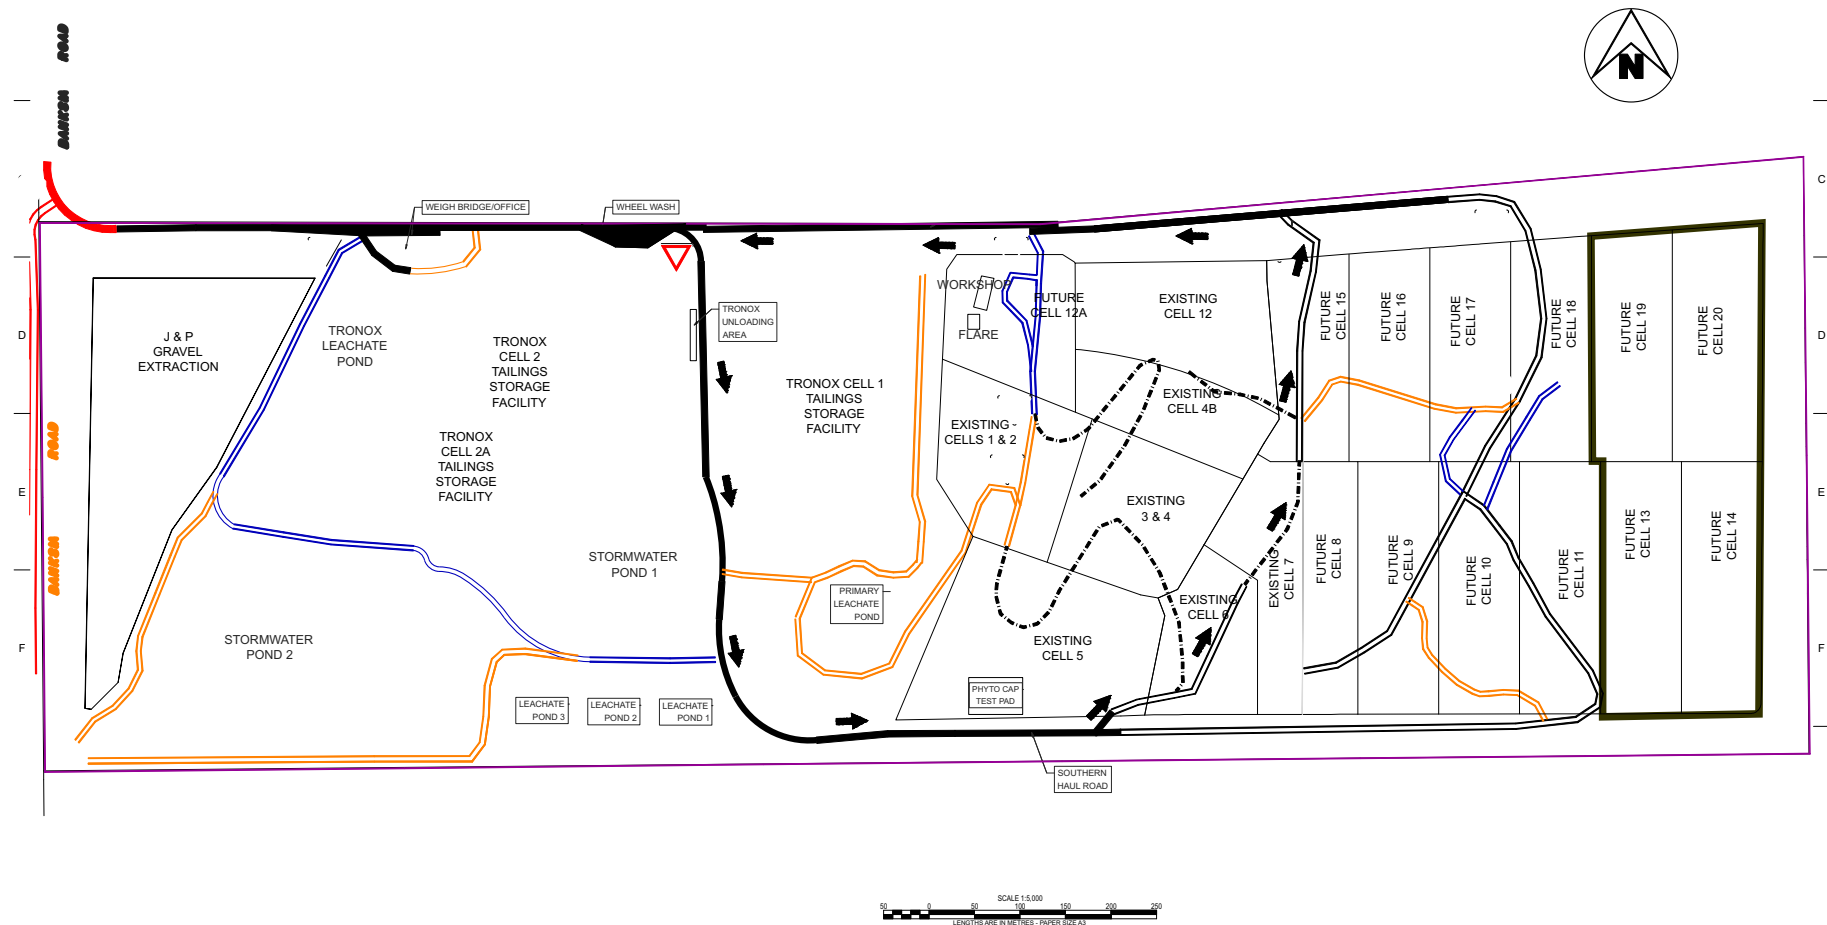 BANKSIA ROAD
N
C
WEIGH BRIDGE/OFFICE
WHEEL WASH
WORKSHOP
FLARE
FUTURE
CELL 12A
EXISTING
CELL 12
FUTURE
CELL 15
FUTURE
CELL 16
FUTURE
CELL 17
FUTURE
CELL 18
FUTURE
CELL 19
FUTURE
CELL 20
D
D
J & P
GRAVEL
EXTRACTION
TRONOX
LEACHATE
POND
TRONOX
CELL 2
TAILINGS
STORAGE
FACILITY
TRONOX
UNLOADING
AREA
TRONOX CELL 1
TAILINGS
STORAGE
FACILITY
EXISTING
CELL 4B
EXISTING
CELLS 1 & 2
BANKSIA ROAD
TRONOX
CELL 2A
TAILINGS
STORAGE
FACILITY
E
E
EXISTING
3 & 4
STORMWATER
POND 1
PRIMARY
LEACHATE
POND
EXISTING
CELL 6
EXISTING
CELL 7
FUTURE
CELL 8
FUTURE
CELL 9
FUTURE
CELL 10
FUTURE
CELL 11
FUTURE
CELL 13
FUTURE
CELL 14
F
F
STORMWATER
POND 2
EXISTING
CELL 5
PHYTO CAP
TEST PAD
LEACHATE
POND 3
LEACHATE
POND 2
LEACHATE
POND 1
SOUTHERN
HAUL ROAD
SCALE 1:5,000
50 0 50 100 150 200 250
LENGTHS ARE IN METRES - PAPER SIZE A3